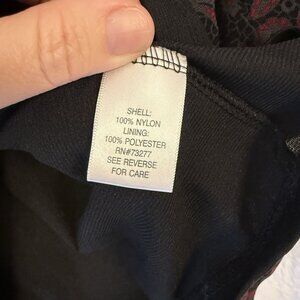 SHELL:
100% NYLON
LINING:
100% POLYESTER
RN#73277
SEE REVERSE
FOR CARE